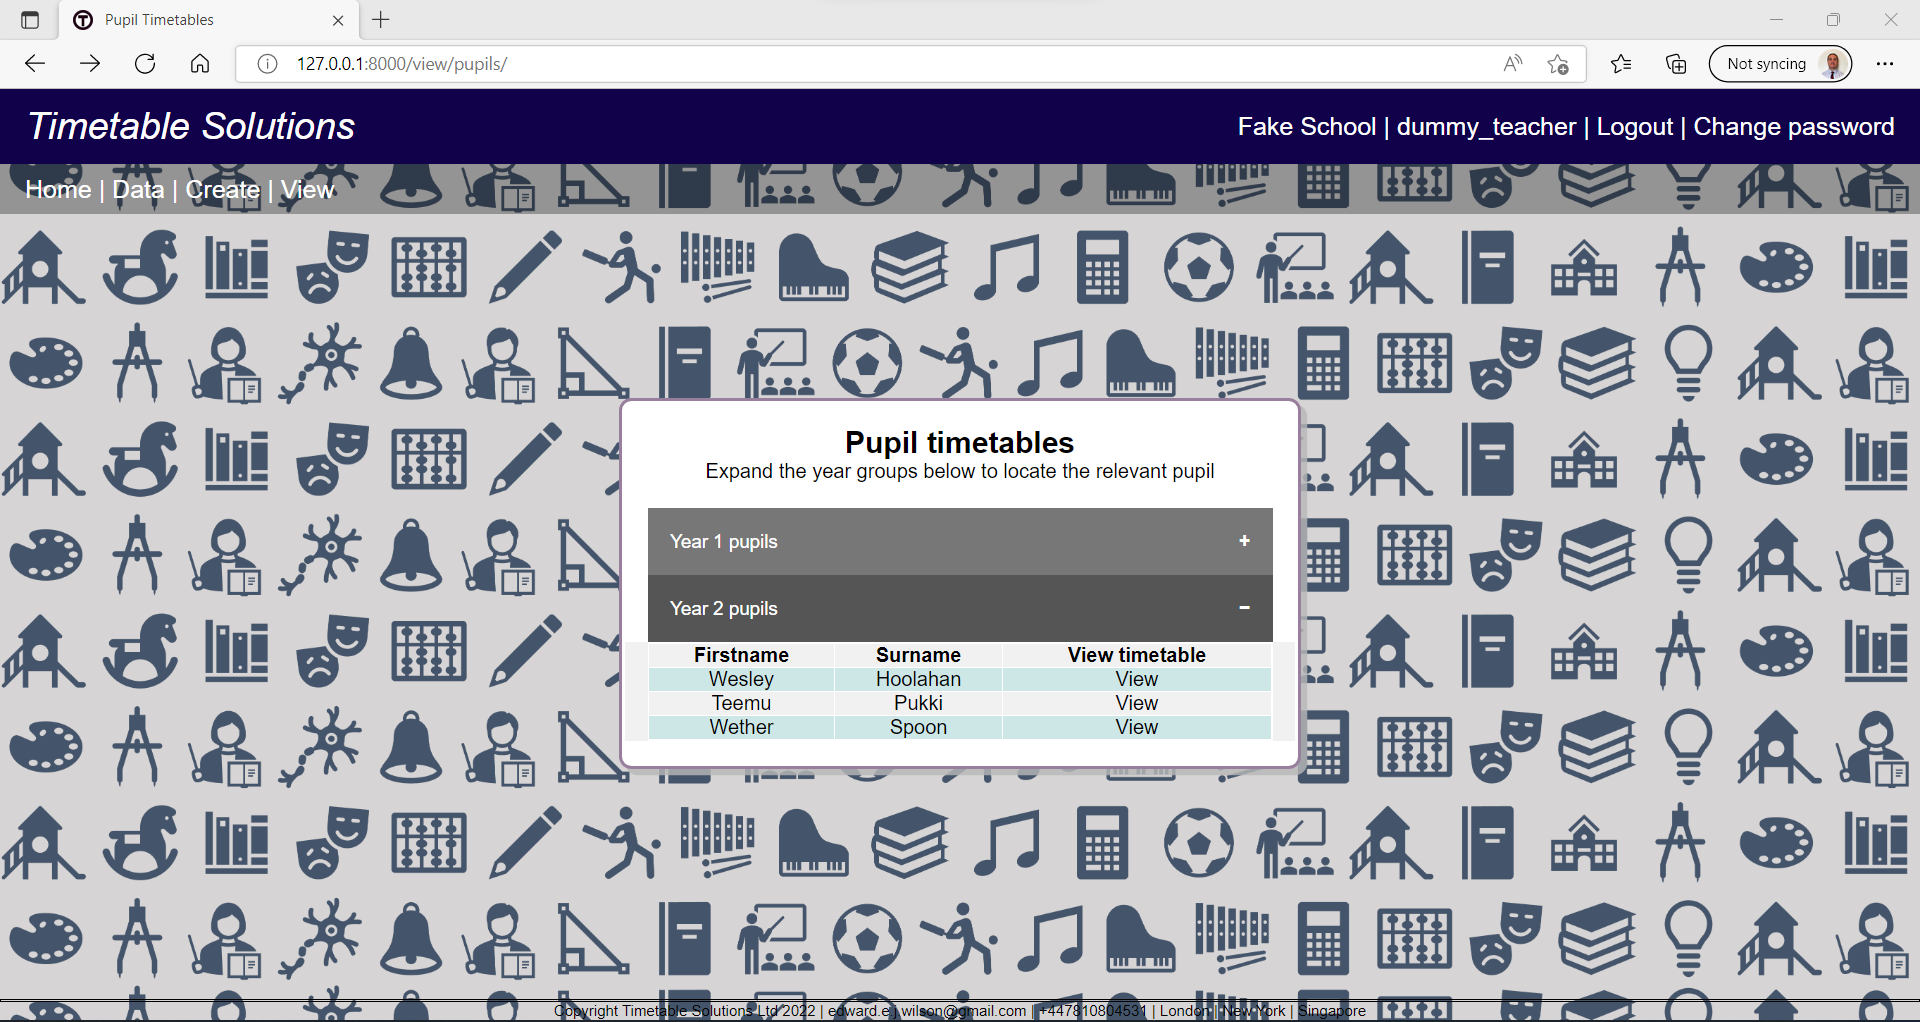 Pupil Timetables
127.0.0.1:8000/view/pupils/
Not syncing
Timetable Solutions
Fake School | dummy_teacher | Logout | Change password
Home | Data | Create | View
Pupil timetables
Expand the year groups below to locate the relevant pupil
Year 1 pupils +
Year 2 pupils −
Firstname Surname View timetable
Wesley Hoolahan View
Teemu Pukki View
Wether Spoon View
Copyright Timetable Solutions Ltd 2022 | edward.e.j.wilson@gmail.com | +447810804531 | London | New York | Singapore